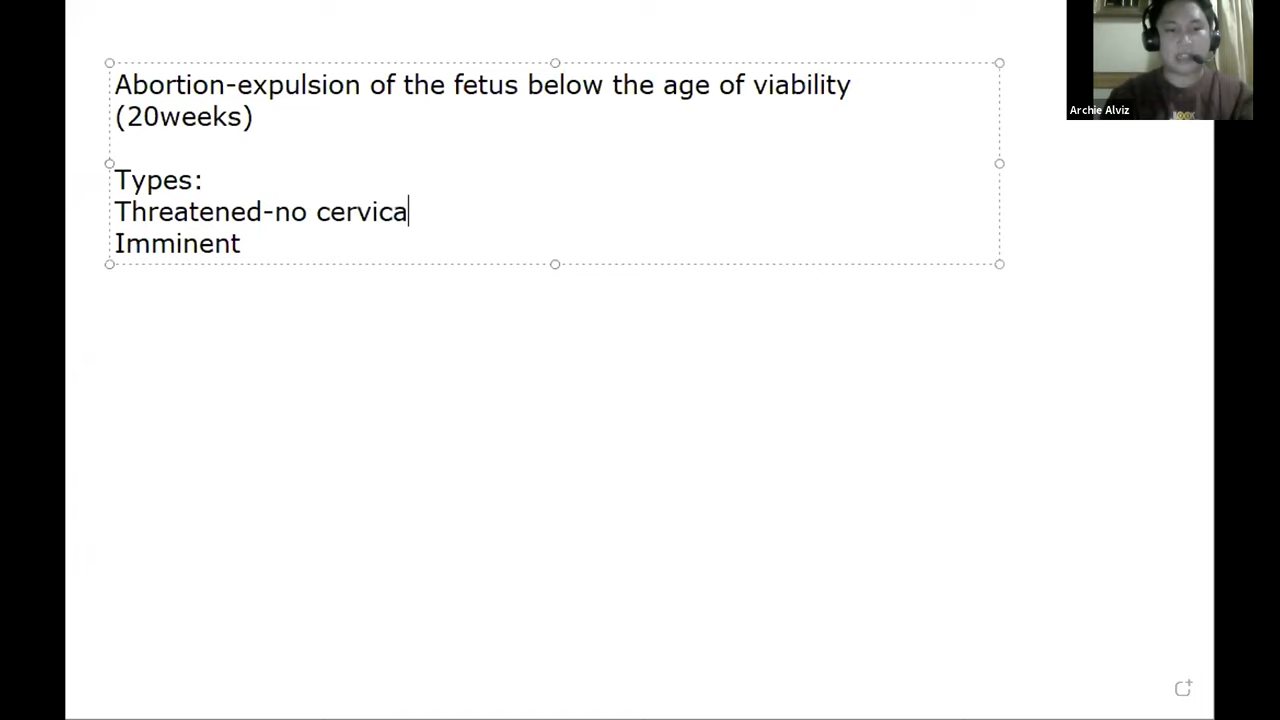 Abortion-expulsion of the fetus below the age of viability
(20weeks)
Types:
Threatened-no cervica
Imminent
Archie Alviz